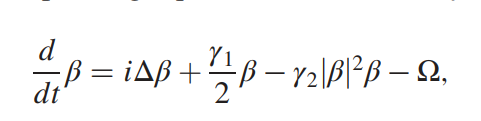 d/dt β = iΔβ + γ₁/2 β − γ₂|β|²β − Ω,